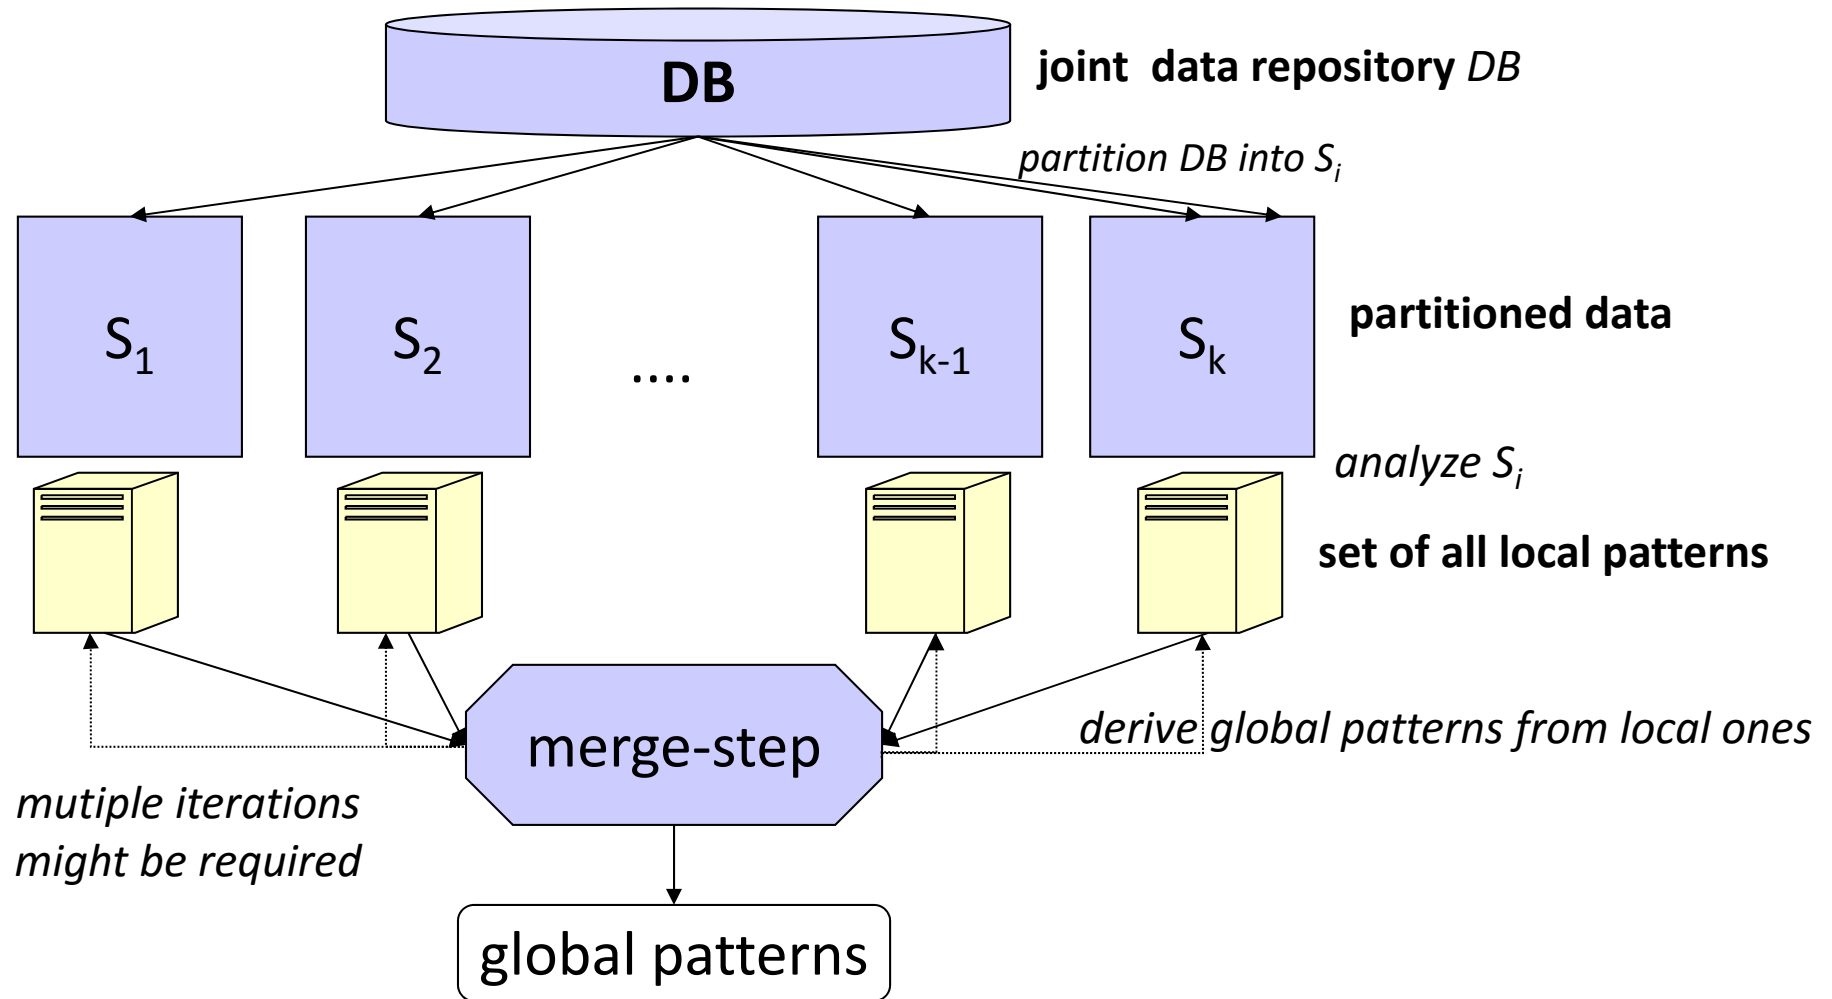 DB
joint data repository DB
partition DB into Si
S1
S2
....
Sk-1
Sk
partitioned data
analyze Si
set of all local patterns
merge-step
derive global patterns from local ones
mutiple iterations
might be required
global patterns